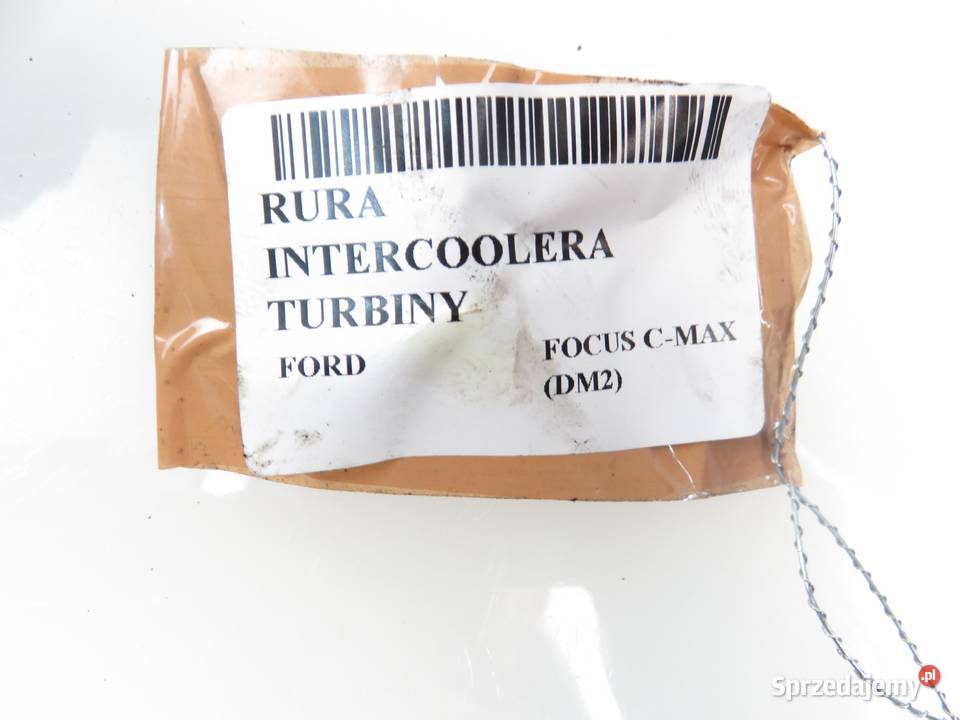 RURA
INTERCOOLERA
TURBINY
FORD
FOCUS C-MAX
(DM2)
Sprzedajemy.pl